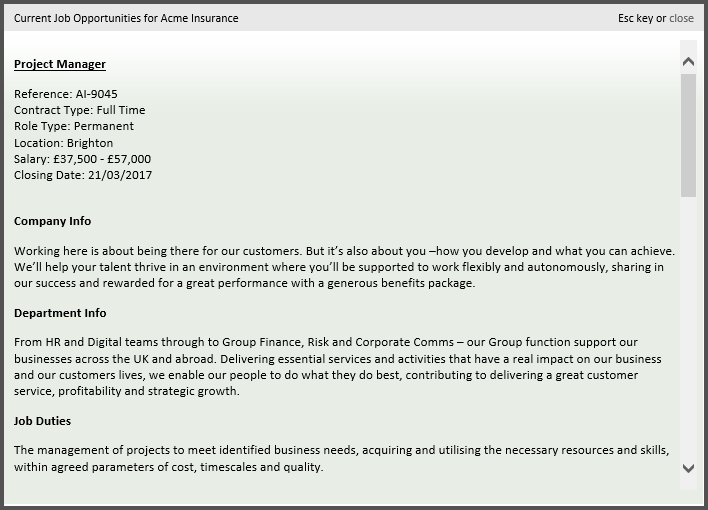 Current Job Opportunities for Acme Insurance
Esc key or close
Project Manager
Reference: AI-9045
Contract Type: Full Time
Role Type: Permanent
Location: Brighton
Salary: £37,500 - £57,000
Closing Date: 21/03/2017
Company Info
Working here is about being there for our customers. But it's also about you –how you develop and what you can achieve.
We'll help your talent thrive in an environment where you'll be supported to work flexibly and autonomously, sharing in
our success and rewarded for a great performance with a generous benefits package.
Department Info
From HR and Digital teams through to Group Finance, Risk and Corporate Comms – our Group function support our
businesses across the UK and abroad. Delivering essential services and activities that have a real impact on our business
and our customers lives, we enable our people to do what they do best, contributing to delivering a great customer
service, profitability and strategic growth.
Job Duties
The management of projects to meet identified business needs, acquiring and utilising the necessary resources and skills,
within agreed parameters of cost, timescales and quality.